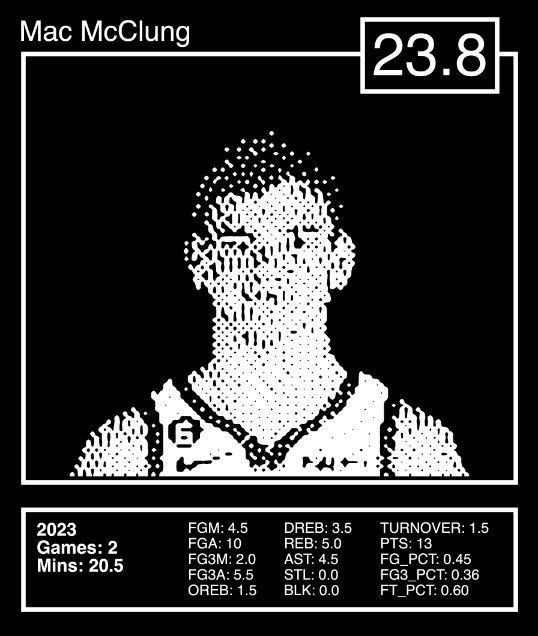 Mac McClung
23.8
2023
Games: 2
Mins: 20.5
FGM: 4.5
FGA: 10
FG3M: 2.0
FG3A: 5.5
OREB: 1.5
DREB: 3.5
REB: 5.0
AST: 4.5
STL: 0.0
BLK: 0.0
TURNOVER: 1.5
PTS: 13
FG_PCT: 0.45
FG3_PCT: 0.36
FT_PCT: 0.60